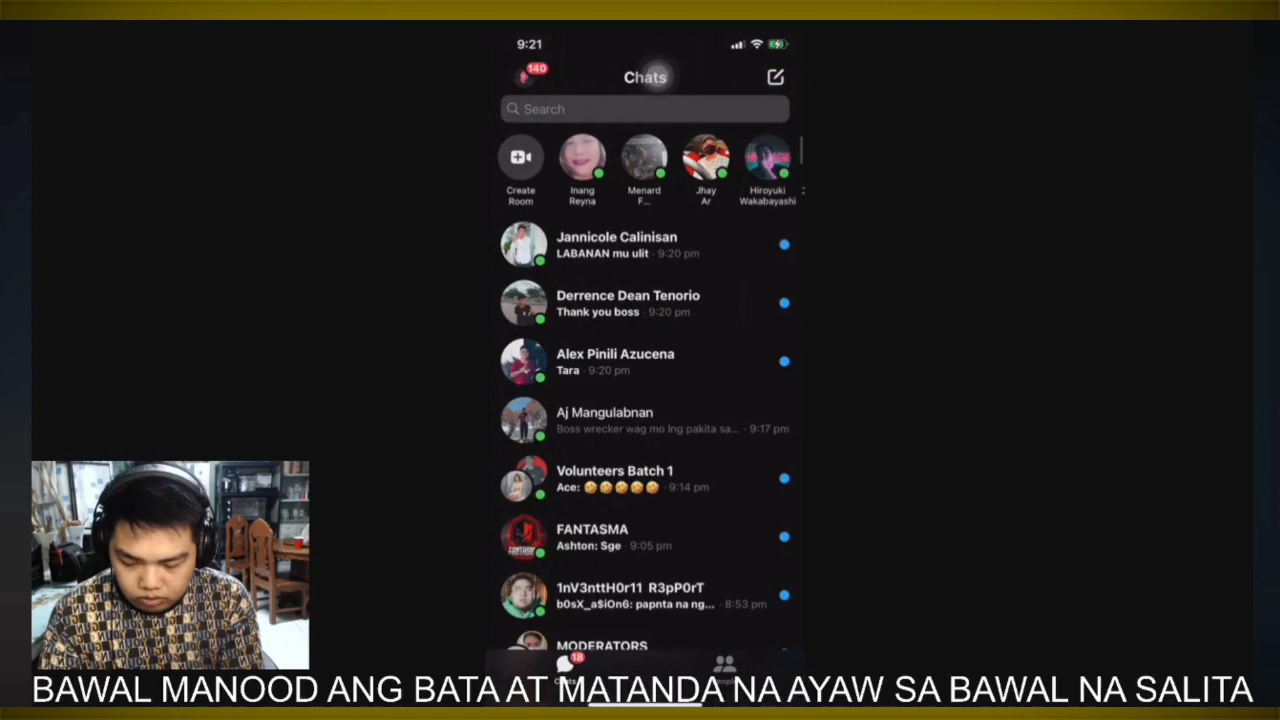 9:21
140
Chats
Search
Create
Room
Inang
Reyna
Menard
F...
Jhay
Ar
Hiroyuki
Wakabayashi
Jannicole Calinisan
LABANAN mu ulit · 9:20 pm
Derrence Dean Tenorio
Thank you boss · 9:20 pm
Alex Pinili Azucena
Tara · 9:20 pm
Aj Mangulabnan
Boss wrecker wag mo lng pakita sa... · 9:17 pm
Volunteers Batch 1
Ace: 🤣🤣🤣🤣🤣 · 9:14 pm
FANTASMA
Ashton: Sge · 9:05 pm
1nV3nttH0r11 R3pP0rT
b0sX_a$iOn6: papnta na ng... · 8:53 pm
MODERATORS
18
BAWAL MANOOD ANG BATA AT MATANDA NA AYAW SA BAWAL NA SALITA